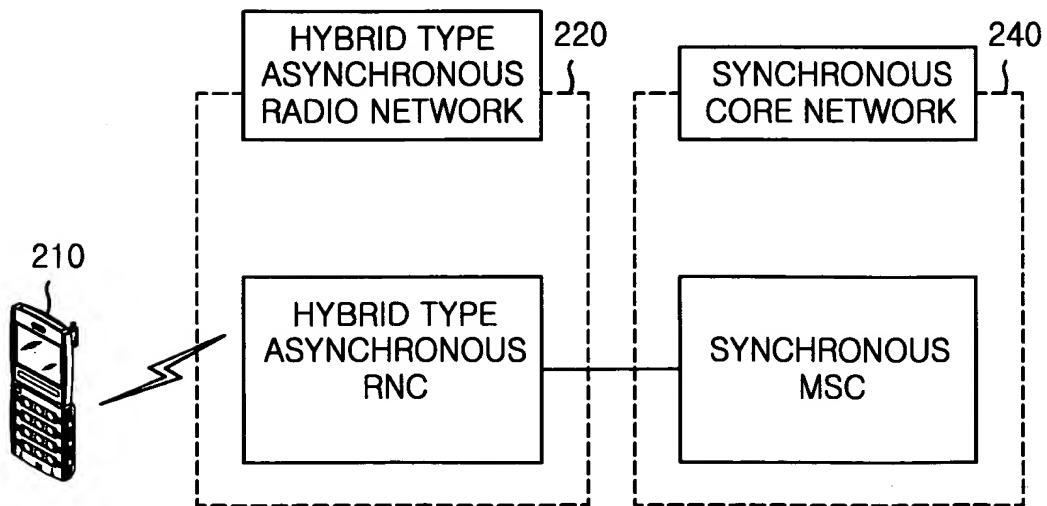 HYBRID TYPE
ASYNCHRONOUS
RADIO NETWORK
220
SYNCHRONOUS
CORE NETWORK
240
210
HYBRID TYPE
ASYNCHRONOUS
RNC
SYNCHRONOUS
MSC